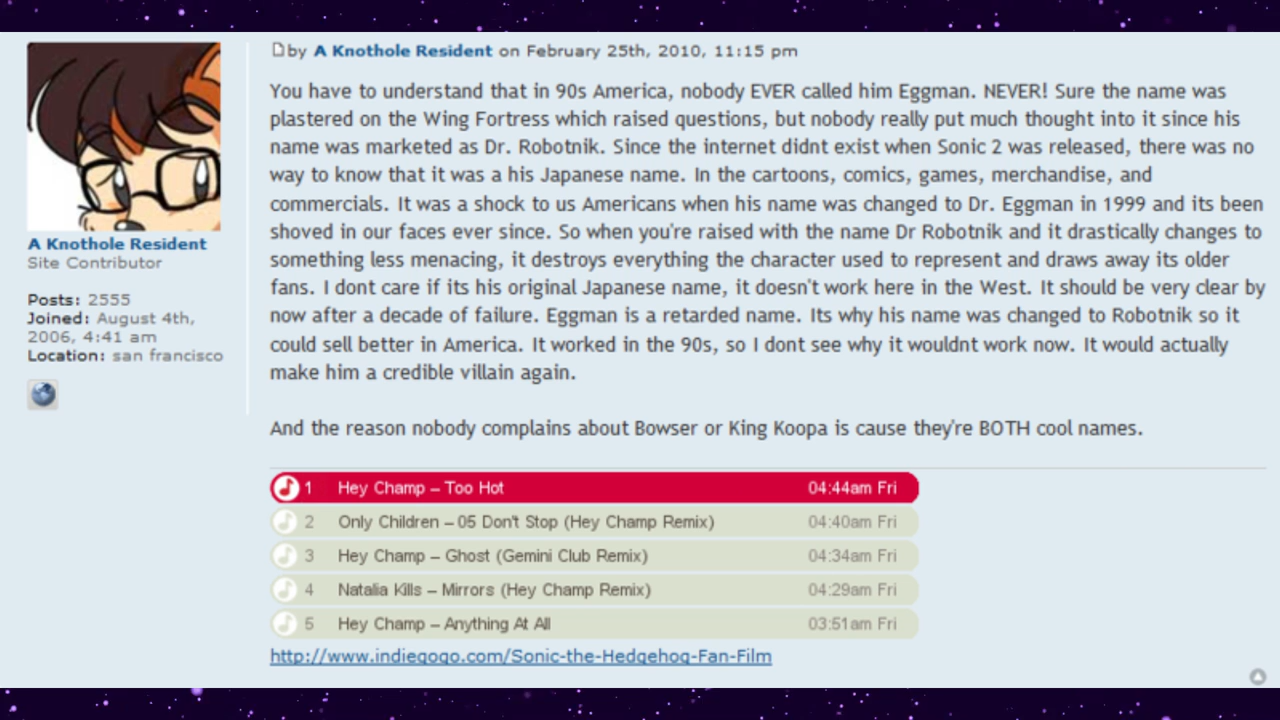 by A Knothole Resident on February 25th, 2010, 11:15 pm
You have to understand that in 90s America, nobody EVER called him Eggman. NEVER! Sure the name was
plastered on the Wing Fortress which raised questions, but nobody really put much thought into it since his
name was marketed as Dr. Robotnik. Since the internet didnt exist when Sonic 2 was released, there was no
way to know that it was a his Japanese name. In the cartoons, comics, games, merchandise, and
commercials. It was a shock to us Americans when his name was changed to Dr. Eggman in 1999 and its been
shoved in our faces ever since. So when you're raised with the name Dr Robotnik and it drastically changes to
something less menacing, it destroys everything the character used to represent and draws away its older
fans. I dont care if its his original Japanese name, it doesn't work here in the West. It should be very clear by
now after a decade of failure. Eggman is a retarded name. Its why his name was changed to Robotnik so it
could sell better in America. It worked in the 90s, so I dont see why it wouldnt work now. It would actually
make him a credible villain again.
And the reason nobody complains about Bowser or King Koopa is cause they're BOTH cool names.
A Knothole Resident
Site Contributor
Posts: 2555
Joined: August 4th,
2006, 4:41 am
Location: san francisco
1 Hey Champ – Too Hot 04:44am Fri
2 Only Children – 05 Don't Stop (Hey Champ Remix) 04:40am Fri
3 Hey Champ – Ghost (Gemini Club Remix) 04:34am Fri
4 Natalia Kills – Mirrors (Hey Champ Remix) 04:29am Fri
5 Hey Champ – Anything At All 03:51am Fri
http://www.indiegogo.com/Sonic-the-Hedgehog-Fan-Film